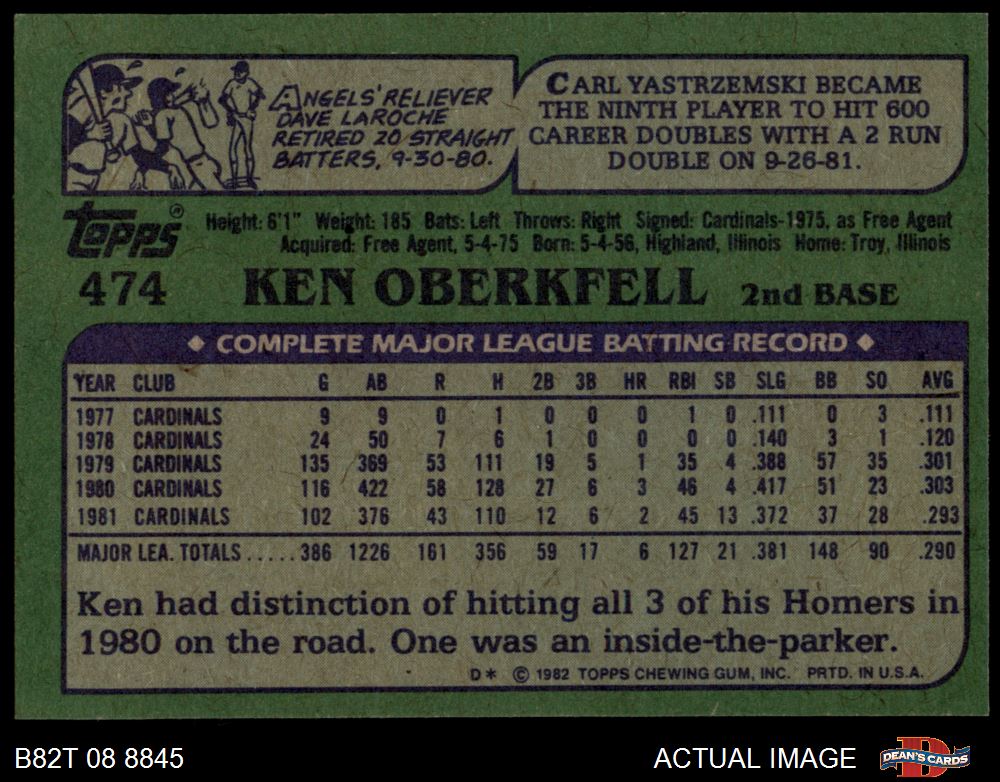 ANGELS' RELIEVER
DAVE LAROCHE
RETIRED 20 STRAIGHT
BATTERS, 9-30-80.
CARL YASTRZEMSKI BECAME
THE NINTH PLAYER TO HIT 600
CAREER DOUBLES WITH A 2 RUN
DOUBLE ON 9-26-81.
Topps®
Height: 6'1" Weight: 185 Bats: Left Throws: Right Signed: Cardinals-1975, as Free Agent
Acquired: Free Agent, 5-4-75 Born: 5-4-56, Highland, Illinois Home: Troy, Illinois
474 KEN OBERKFELL 2nd BASE
◆ COMPLETE MAJOR LEAGUE BATTING RECORD ◆
YEAR CLUB G AB R H 2B 3B HR RBI SB SLG BB SO AVG
1977 CARDINALS 9 9 0 1 0 0 0 1 0 .111 0 3 .111
1978 CARDINALS 24 50 7 6 1 0 0 0 0 .140 3 1 .120
1979 CARDINALS 135 369 53 111 19 5 1 35 4 .388 57 35 .301
1980 CARDINALS 116 422 58 128 27 6 3 46 4 .417 51 23 .303
1981 CARDINALS 102 376 43 110 12 6 2 45 13 .372 37 28 .293
MAJOR LEA. TOTALS ..... 386 1226 161 356 59 17 6 127 21 .381 148 90 .290
Ken had distinction of hitting all 3 of his Homers in
1980 on the road. One was an inside-the-parker.
D* © 1982 TOPPS CHEWING GUM, INC. PRTD. IN U.S.A.
B82T 08 8845 ACTUAL IMAGE DEAN'S CARDS